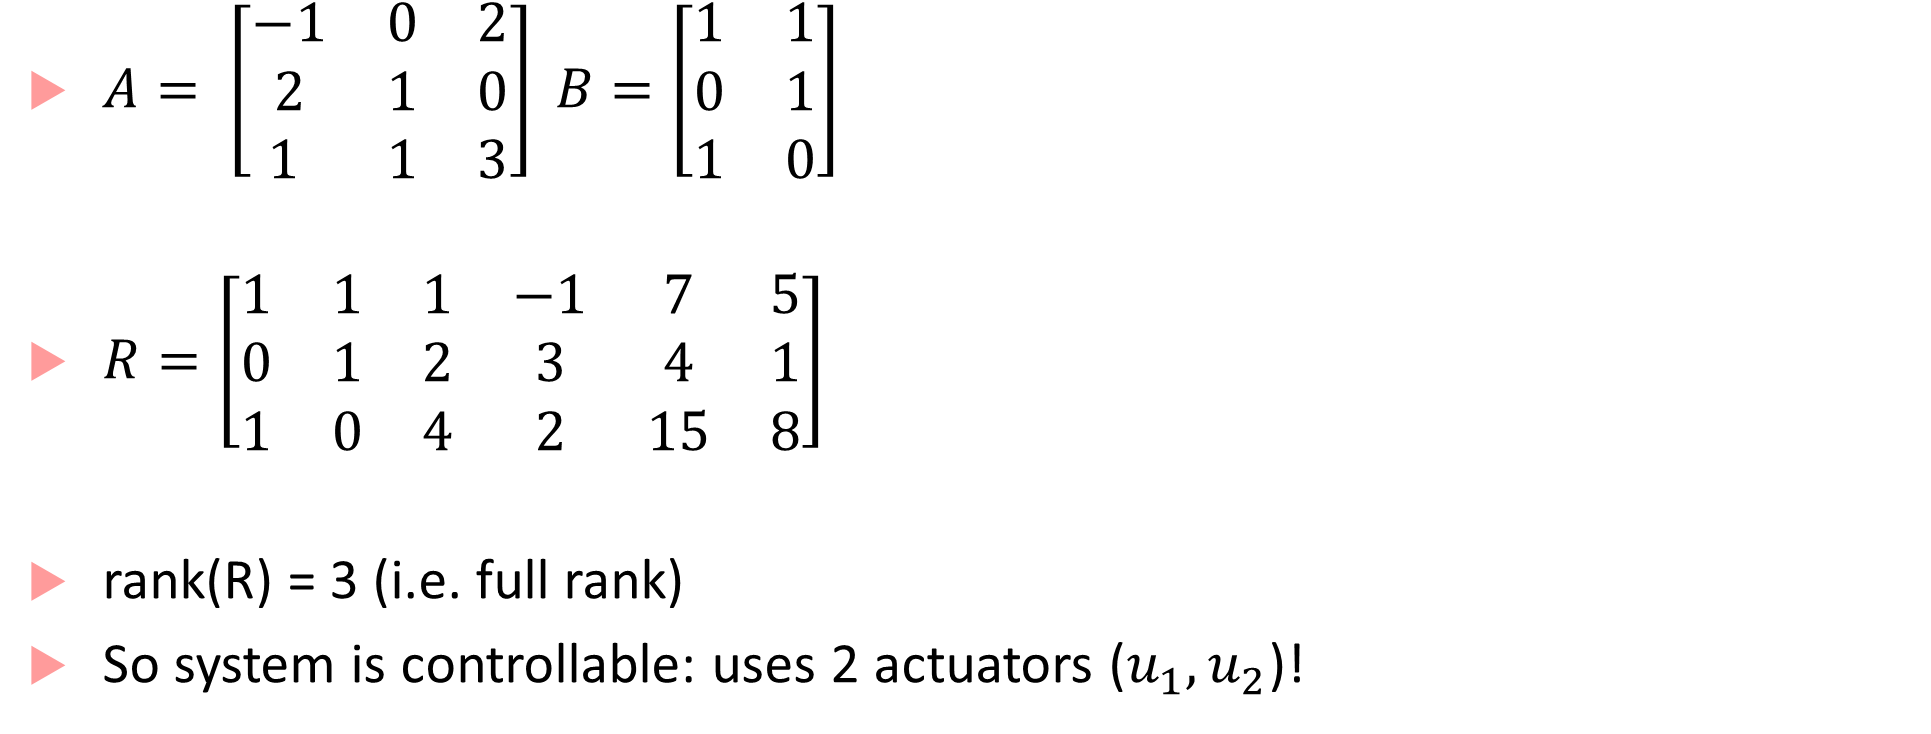 A = [−1 0 2
2 1 0
1 1 3] B = [1 1
0 1
1 0]
R = [1 1 1 −1 7 5
0 1 2 3 4 1
1 0 4 2 15 8]
rank(R) = 3 (i.e. full rank)
So system is controllable: uses 2 actuators (u₁, u₂)!